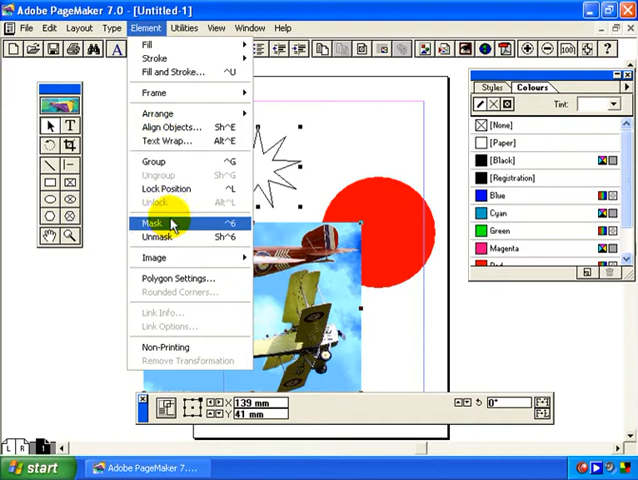 Adobe PageMaker 7.0 - [Untitled-1]
File Edit Layout Type Element Utilities View Window Help
Fill
Stroke
Fill and Stroke... ^U
Frame
Arrange
Align Objects... Sh^E
Text Wrap... Alt^E
Group ^G
Ungroup Sh^G
Lock Position ^L
Unlock Alt^L
Mask ^6
Unmask Sh^6
Image
Polygon Settings...
Rounded Corners...
Link Info...
Link Options...
Non-Printing
Remove Transformation
Styles Colours
Tint:
[None]
[Paper]
[Black]
[Registration]
Blue
Cyan
Green
Magenta
X 139 mm
Y 41 mm
0°
L R 1
start
Adobe PageMaker 7....